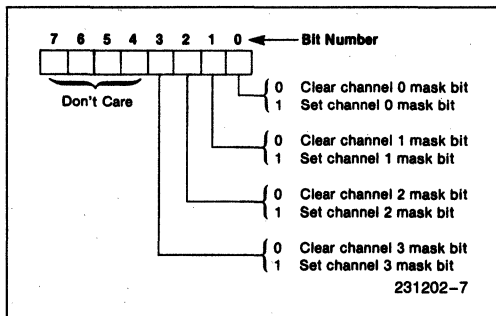 7 6 5 4 3 2 1 0 Bit Number
Don't Care
0 Clear channel 0 mask bit
1 Set channel 0 mask bit
0 Clear channel 1 mask bit
1 Set channel 1 mask bit
0 Clear channel 2 mask bit
1 Set channel 2 mask bit
0 Clear channel 3 mask bit
1 Set channel 3 mask bit
231202-7